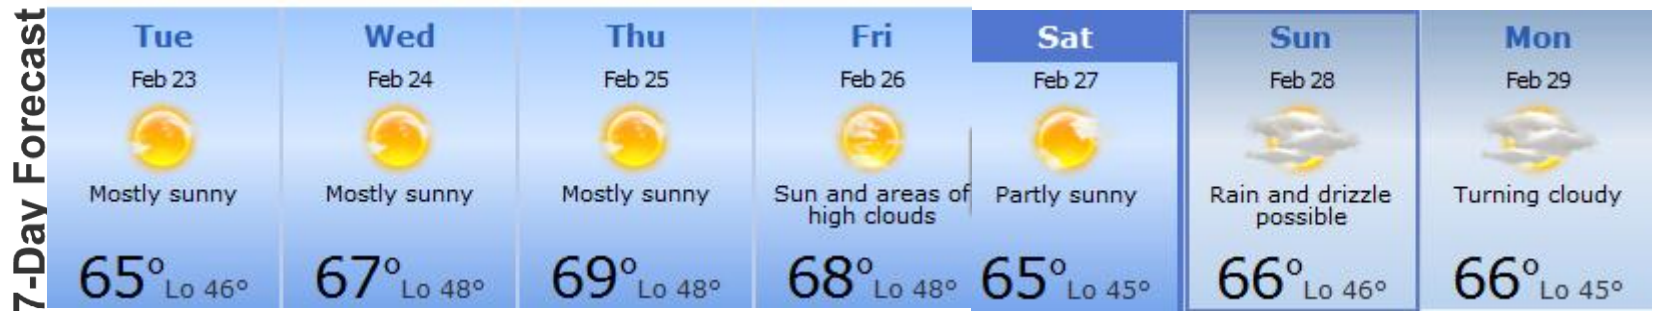 7-Day Forecast
Tue
Feb 23
Mostly sunny
65° Lo 46°
Wed
Feb 24
Mostly sunny
67° Lo 48°
Thu
Feb 25
Mostly sunny
69° Lo 48°
Fri
Feb 26
Sun and areas of
high clouds
68° Lo 48°
Sat
Feb 27
Partly sunny
65° Lo 45°
Sun
Feb 28
Rain and drizzle
possible
66° Lo 46°
Mon
Feb 29
Turning cloudy
66° Lo 45°